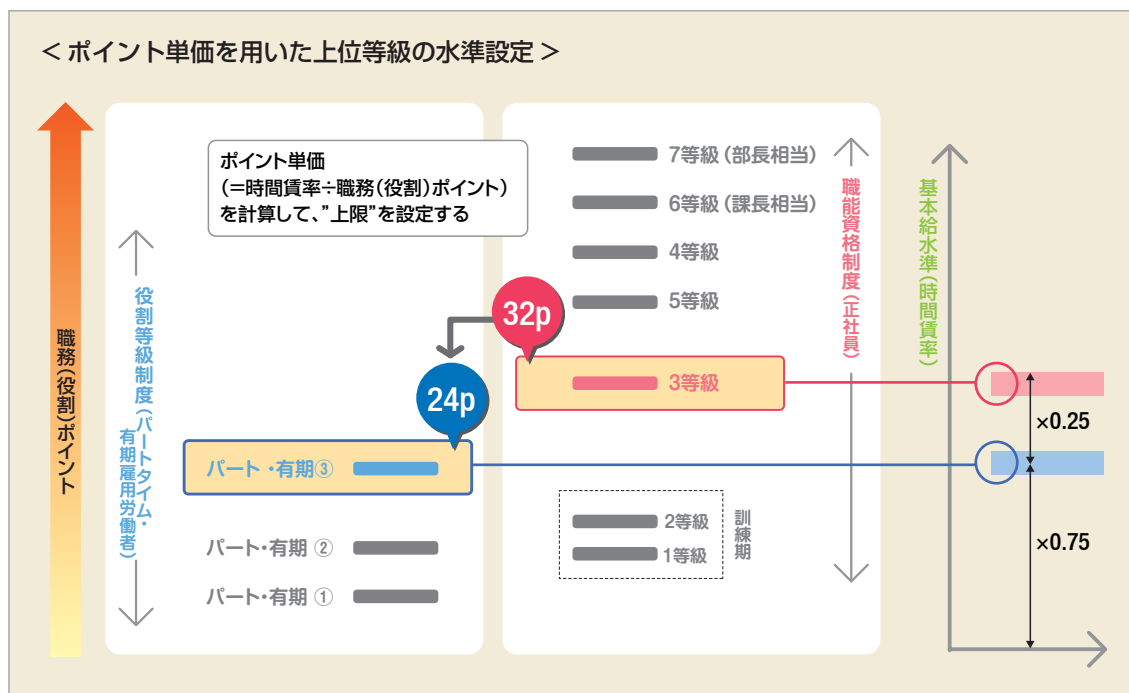 ＜ポイント単価を用いた上位等級の水準設定＞
職務（役割）ポイント
役割等級制度（パートタイム・
有期雇用労働者）
ポイント単価
（＝時間賃率÷職務（役割）ポイント）
を計算して、”上限”を設定する
24p
パート・有期③
パート・有期②
パート・有期①
32p
7等級（部長相当）
6等級（課長相当）
4等級
5等級
3等級
2等級
1等級
訓練期
職能資格制度（正社員）
基本給水準（時間賃率）
×0.25
×0.75